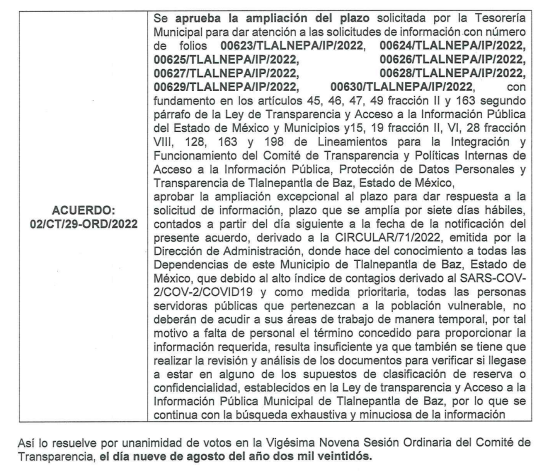 Se aprueba la ampliación del plazo solicitada por la Tesorería
Municipal para dar atención a las solicitudes de información con número
de folios 00623/TLALNEPA/IP/2022, 00624/TLALNEPA/IP/2022,
00625/TLALNEPA/IP/2022, 00626/TLALNEPA/IP/2022,
00627/TLALNEPA/IP/2022, 00628/TLALNEPA/IP/2022,
00629/TLALNEPA/IP/2022, 00630/TLALNEPA/IP/2022, con
fundamento en los artículos 45, 46, 47, 49 fracción II y 163 segundo
párrafo de la Ley de Transparencia y Acceso a la Información Pública
del Estado de México y Municipios y15, 19 fracción II, VI, 28 fracción
VIII, 128, 163 y 198 de Lineamientos para la Integración y
Funcionamiento del Comité de Transparencia y Políticas Internas de
Acceso a la Información Pública, Protección de Datos Personales y
Transparencia de Tlalnepantla de Baz, Estado de México,
ACUERDO:
02/CT/29-ORD/2022
aprobar la ampliación excepcional al plazo para dar respuesta a la
solicitud de información, plazo que se amplía por siete días hábiles,
contados a partir del día siguiente a la fecha de la notificación del
presente acuerdo, derivado a la CIRCULAR/71/2022, emitida por la
Dirección de Administración, donde hace del conocimiento a todas las
Dependencias de este Municipio de Tlalnepantla de Baz, Estado de
México, que debido al alto índice de contagios derivado al SARS-COV-
2/COV-2/COVID19 y como medida prioritaria, todas las personas
servidoras públicas que pertenezcan a la población vulnerable, no
deberán de acudir a sus áreas de trabajo de manera temporal, por tal
motivo a falta de personal el término concedido para proporcionar la
información requerida, resulta insuficiente ya que también se tiene que
realizar la revisión y análisis de los documentos para verificar si llegase
a estar en alguno de los supuestos de clasificación de reserva o
confidencialidad, establecidos en la Ley de transparencia y Acceso a la
Información Pública Municipal de Tlalnepantla de Baz, por lo que se
continua con la búsqueda exhaustiva y minuciosa de la información
Así lo resuelve por unanimidad de votos en la Vigésima Novena Sesión Ordinaria del Comité de
Transparencia, el día nueve de agosto del año dos mil veintidós.